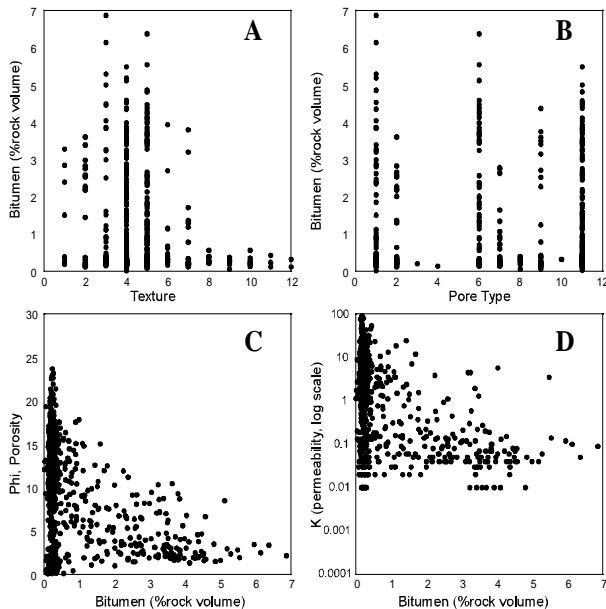 A
Bitumen (%rock volume)
7
6
5
4
3
2
1
0
0 2 4 6 8 10 12
Texture
B
Bitumen (%rock volume)
7
6
5
4
3
2
1
0
0 2 4 6 8 10
Pore Type
C
Phi, Porosity
30
25
20
15
10
5
0
0 1 2 3 4 5 6 7
Bitumen (%rock volume)
D
K (permeability, log scale)
100
10
1
0.1
0.01
0.001
0.0001
0 1 2 3 4 5 6 7
Bitumen (%rock volume)